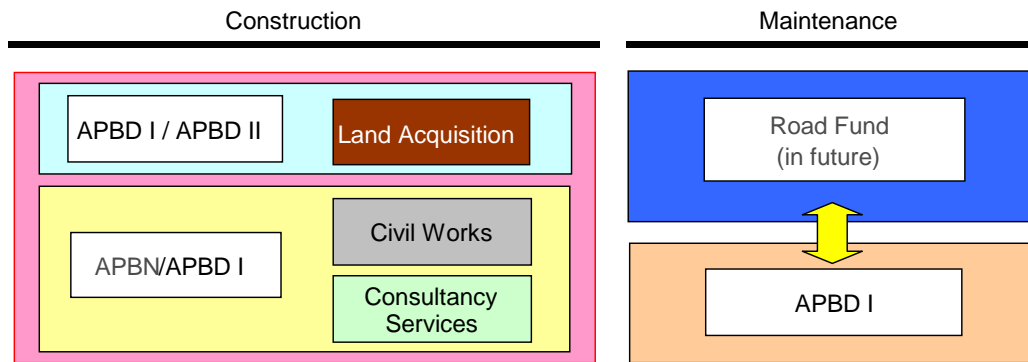 Construction
Maintenance
APBD I / APBD II
Land Acquisition
APBN/APBD I
Civil Works
Consultancy
Services
Road Fund
(in future)
APBD I